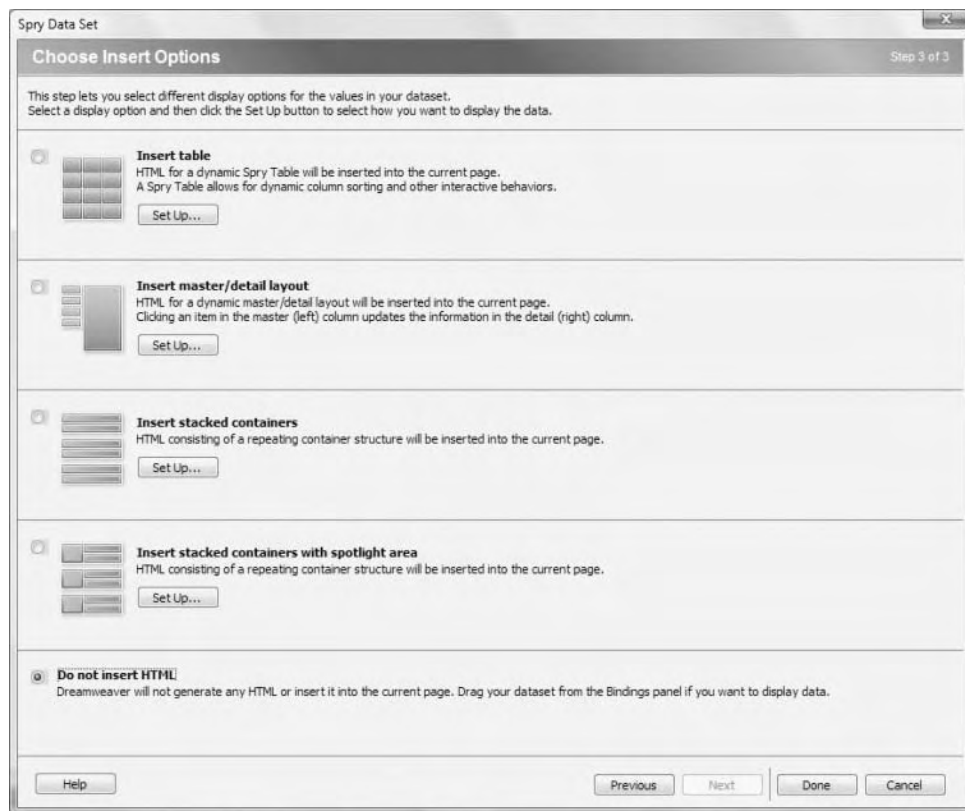 Spry Data Set
Choose Insert Options
Step 3 of 3
This step lets you select different display options for the values in your dataset.
Select a display option and then click the Set Up button to select how you want to display the data.
Insert table
HTML for a dynamic Spry Table will be inserted into the current page.
A Spry Table allows for dynamic column sorting and other interactive behaviors.
Set Up...
Insert master/detail layout
HTML for a dynamic master/detail layout will be inserted into the current page.
Clicking an item in the master (left) column updates the information in the detail (right) column.
Set Up...
Insert stacked containers
HTML consisting of a repeating container structure will be inserted into the current page.
Set Up...
Insert stacked containers with spotlight area
HTML consisting of a repeating container structure will be inserted into the current page.
Set Up...
Do not insert HTML
Dreamweaver will not generate any HTML or insert it into the current page. Drag your dataset from the Bindings panel if you want to display data.
Help
Previous
Next
Done
Cancel